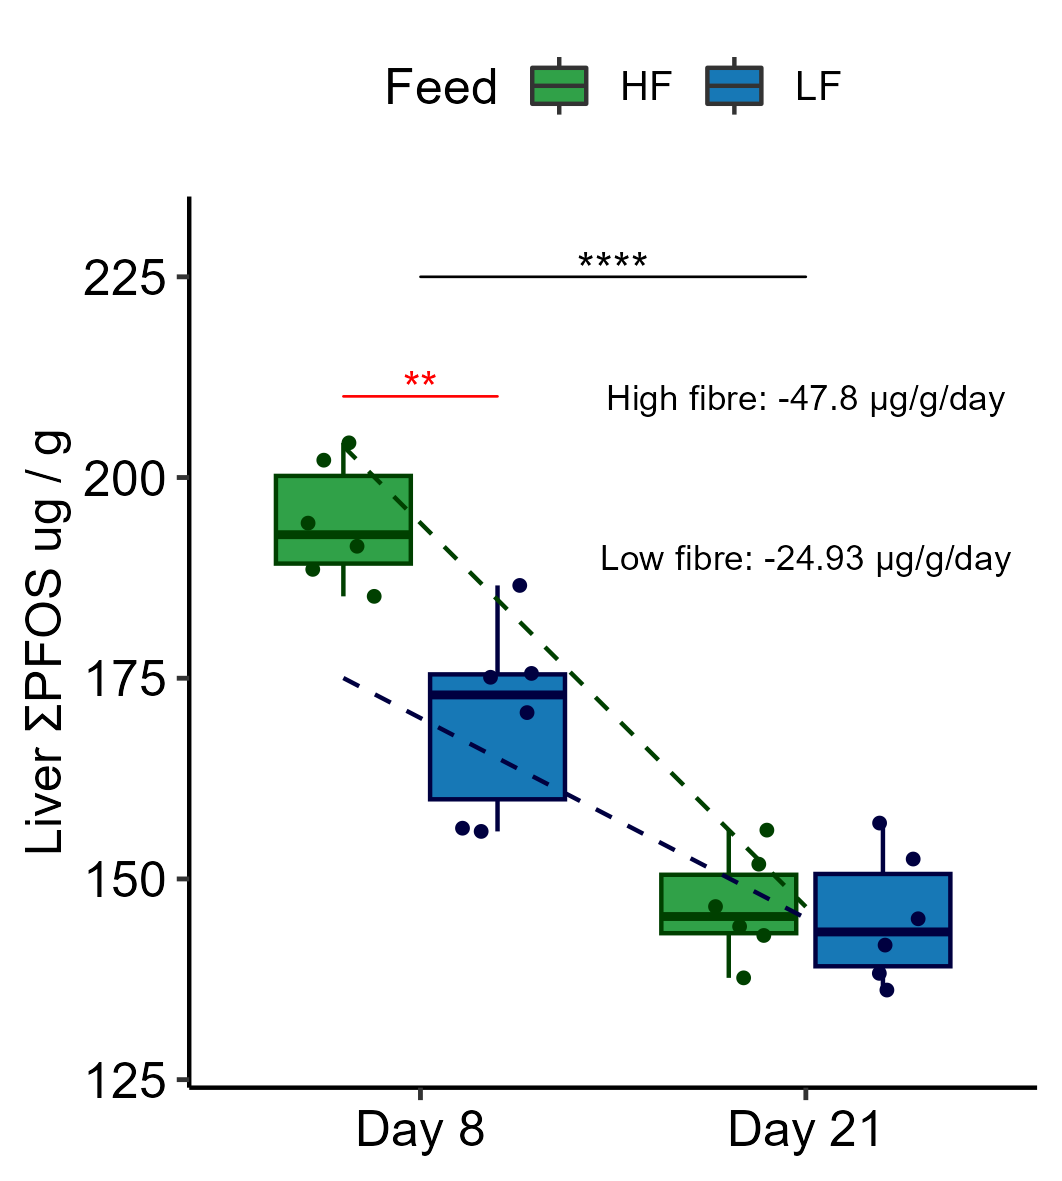 Feed HF LF
****
**
High fibre: -47.8 µg/g/day
Low fibre: -24.93 µg/g/day
Liver ΣPFOS ug / g
225
200
175
150
125
Day 8 Day 21